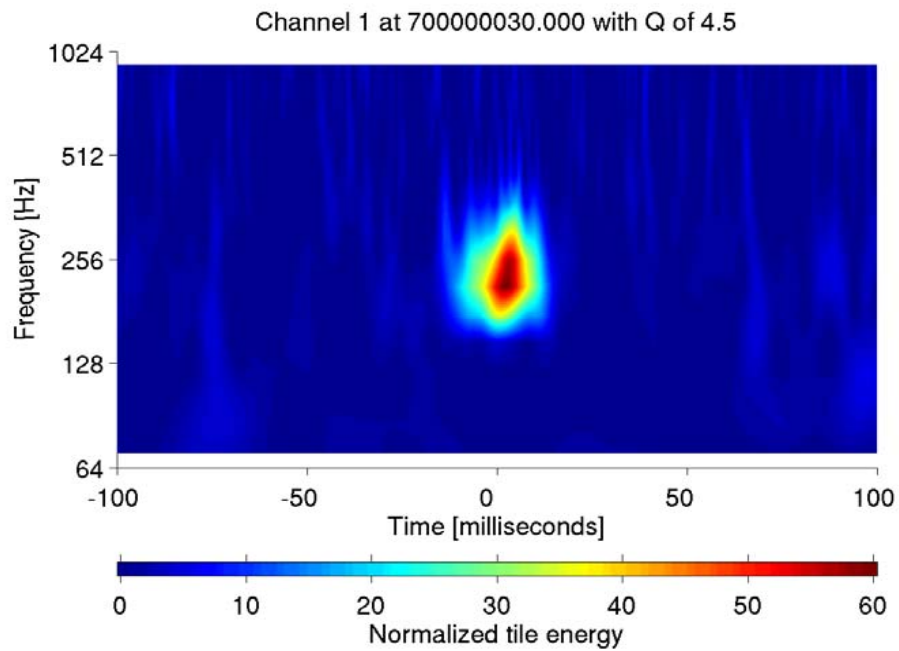 Channel 1 at 700000030.000 with Q of 4.5
1024
512
256
128
64
Frequency [Hz]
-100 -50 0 50 100
Time [milliseconds]
0 10 20 30 40 50 60
Normalized tile energy